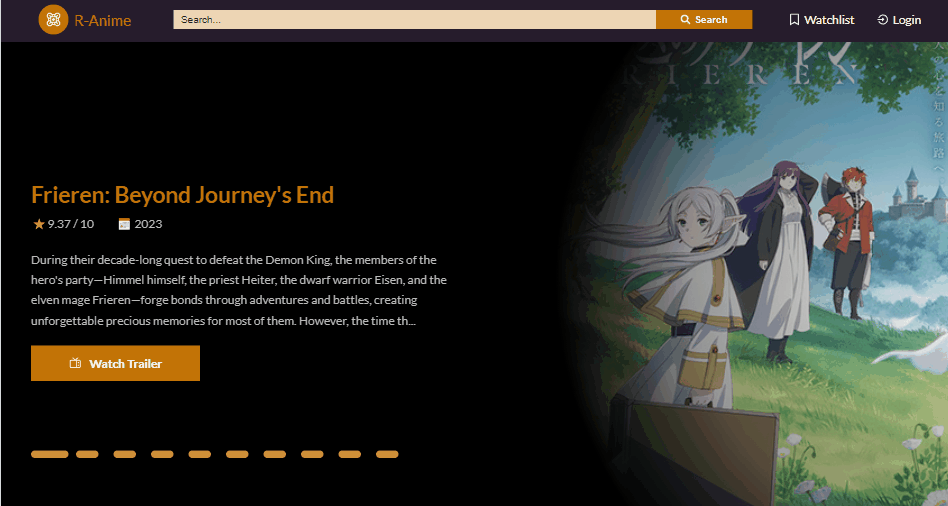 R-Anime
Search...
Search
Watchlist
Login
RIEREN
Frieren: Beyond Journey's End
9.37 / 10
2023
During their decade-long quest to defeat the Demon King, the members of the
hero's party—Himmel himself, the priest Heiter, the dwarf warrior Eisen, and the
elven mage Frieren—forge bonds through adventures and battles, creating
unforgettable precious memories for most of them. However, the time th...
Watch Trailer